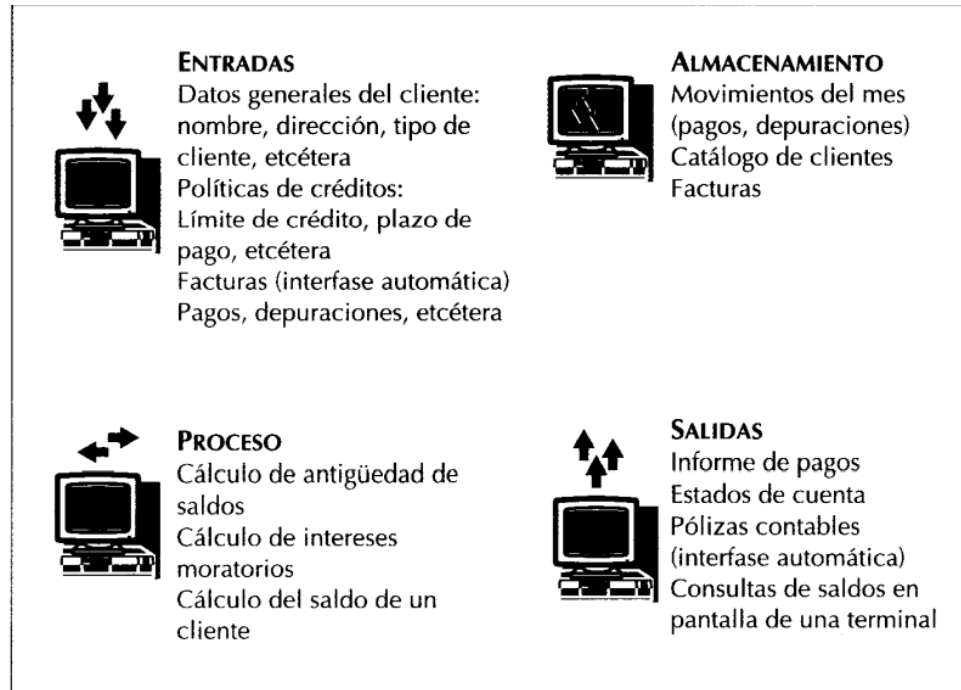 ENTRADAS
Datos generales del cliente:
nombre, dirección, tipo de
cliente, etcétera
Políticas de créditos:
Límite de crédito, plazo de
pago, etcétera
Facturas (interfase automática)
Pagos, depuraciones, etcétera
ALMACENAMIENTO
Movimientos del mes
(pagos, depuraciones)
Catálogo de clientes
Facturas
PROCESO
Cálculo de antigüedad de
saldos
Cálculo de intereses
moratorios
Cálculo del saldo de un
cliente
SALIDAS
Informe de pagos
Estados de cuenta
Pólizas contables
(interfase automática)
Consultas de saldos en
pantalla de una terminal